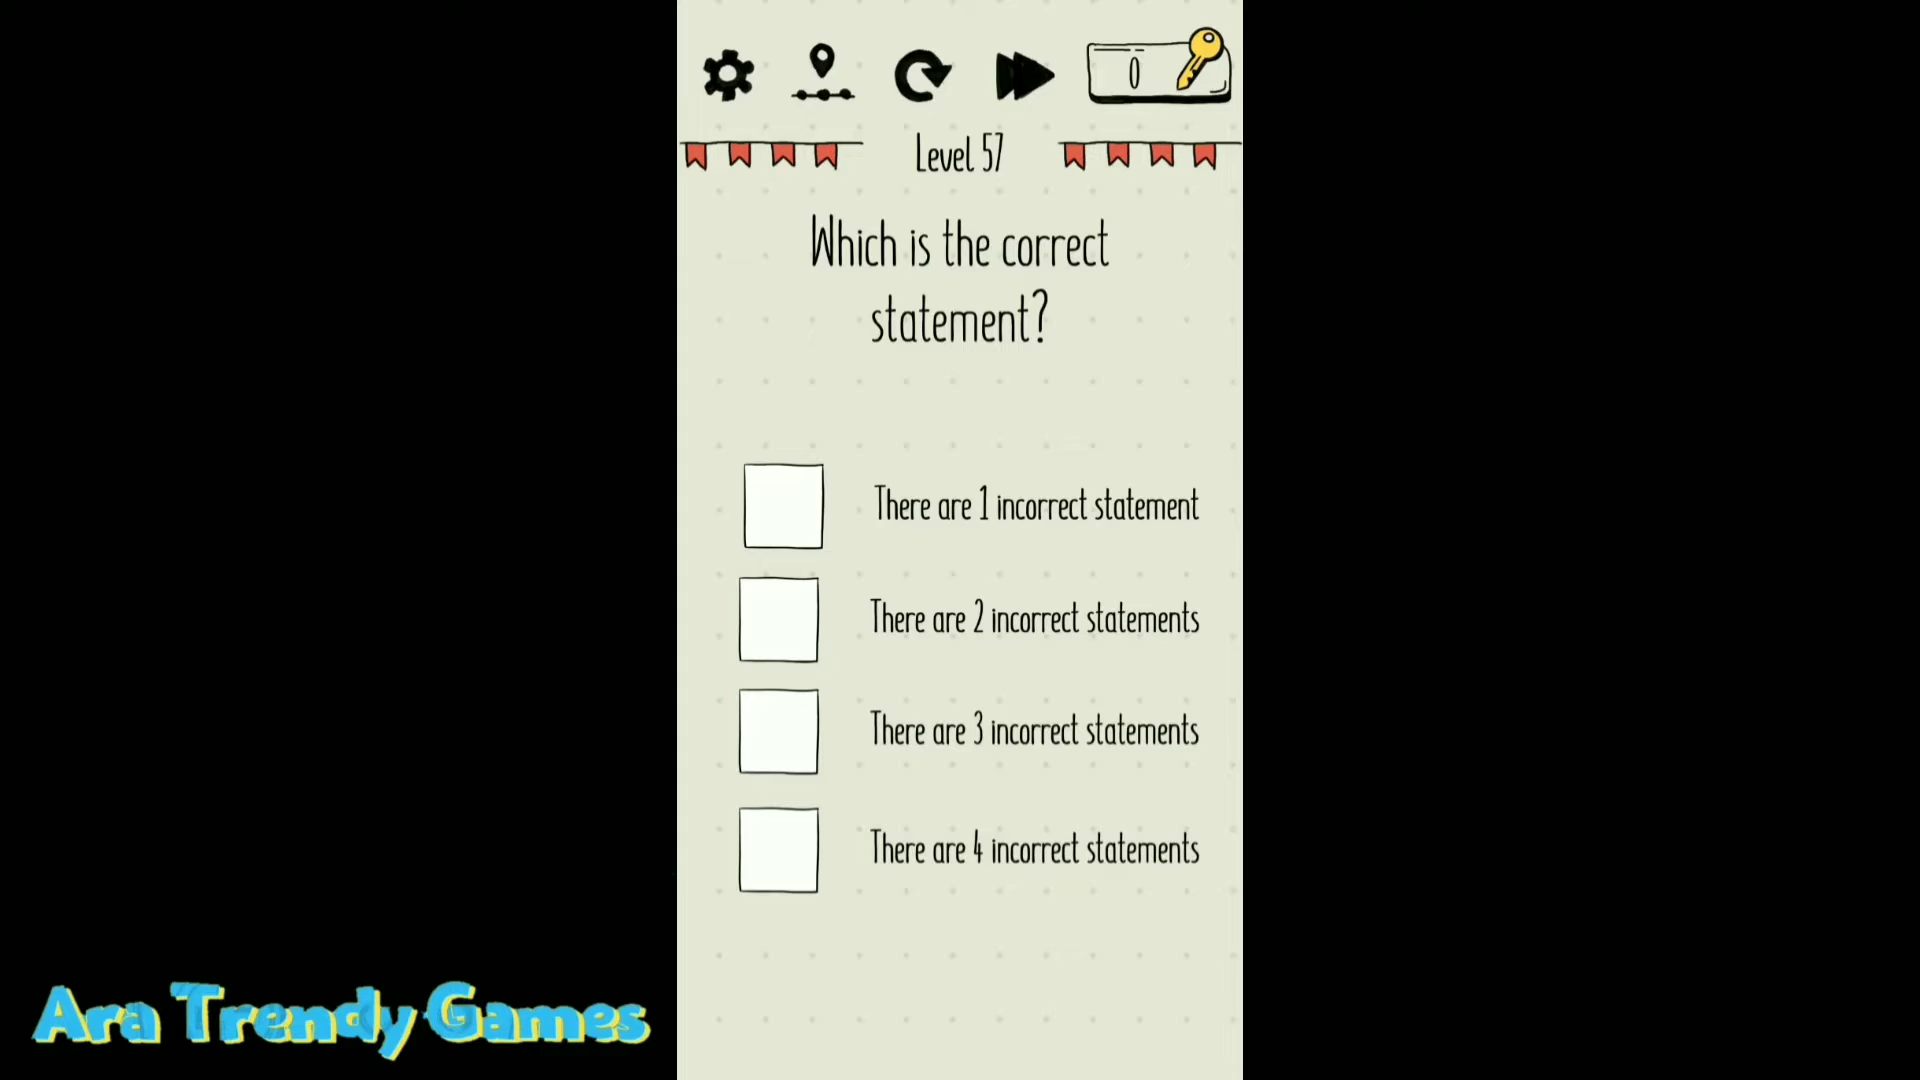 0
Level 57
Which is the correct
statement?
There are 1 incorrect statement
There are 2 incorrect statements
There are 3 incorrect statements
There are 4 incorrect statements
Ara Trendy Games